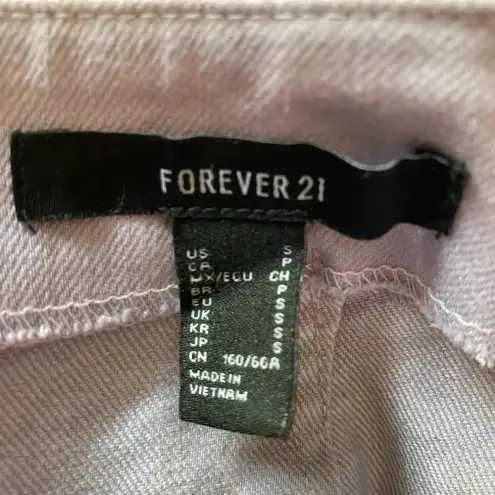 FOREVER 21
US S
CA P
MX/ECU CH
BR P
EU S
UK S
KR S
JP S
CN 160/66A
MADE IN
VIETNAM